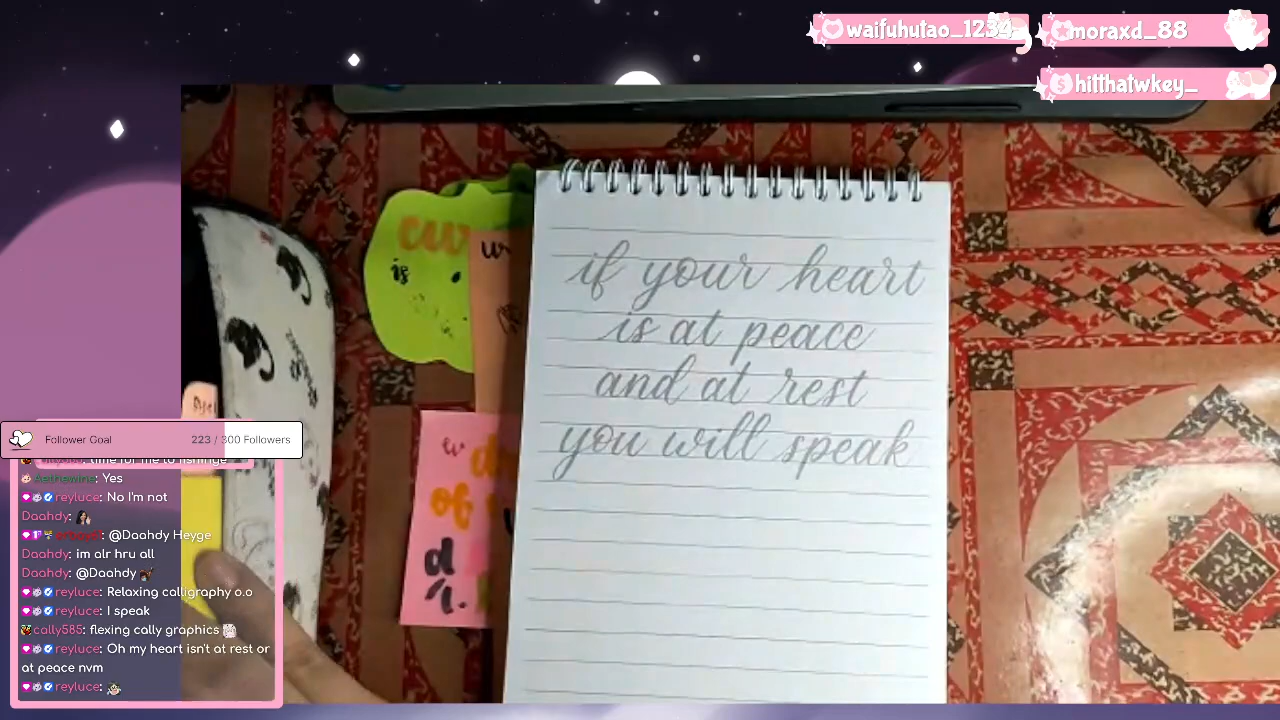 waifuhutao_1234
moraxd_88
hitthatwkey_
if your heart
is at peace
and at rest
you will speak
is
w
of
d
Follower Goal 223 / 300 Followers
Aethewins: Yes
reyluce: No I'm not
Daahdy:
@Daahdy Heyge
Daahdy: im alr hru all
Daahdy: @Daahdy
reyluce: Relaxing calligraphy o.o
reyluce: I speak
cally585: flexing cally graphics
reyluce: Oh my heart isn't at rest or
at peace nvm
reyluce: